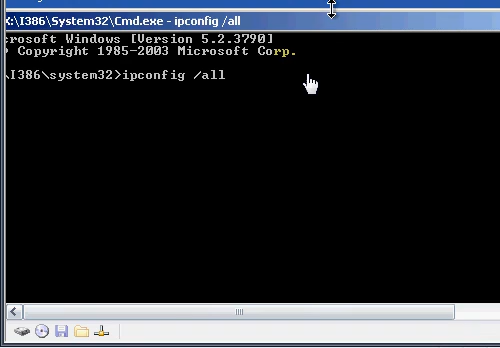 X:\I386\System32\Cmd.exe - ipconfig /all
crosoft Windows [Version 5.2.3790]
Copyright 1985-2003 Microsoft Corp.
\I386\system32>ipconfig /all